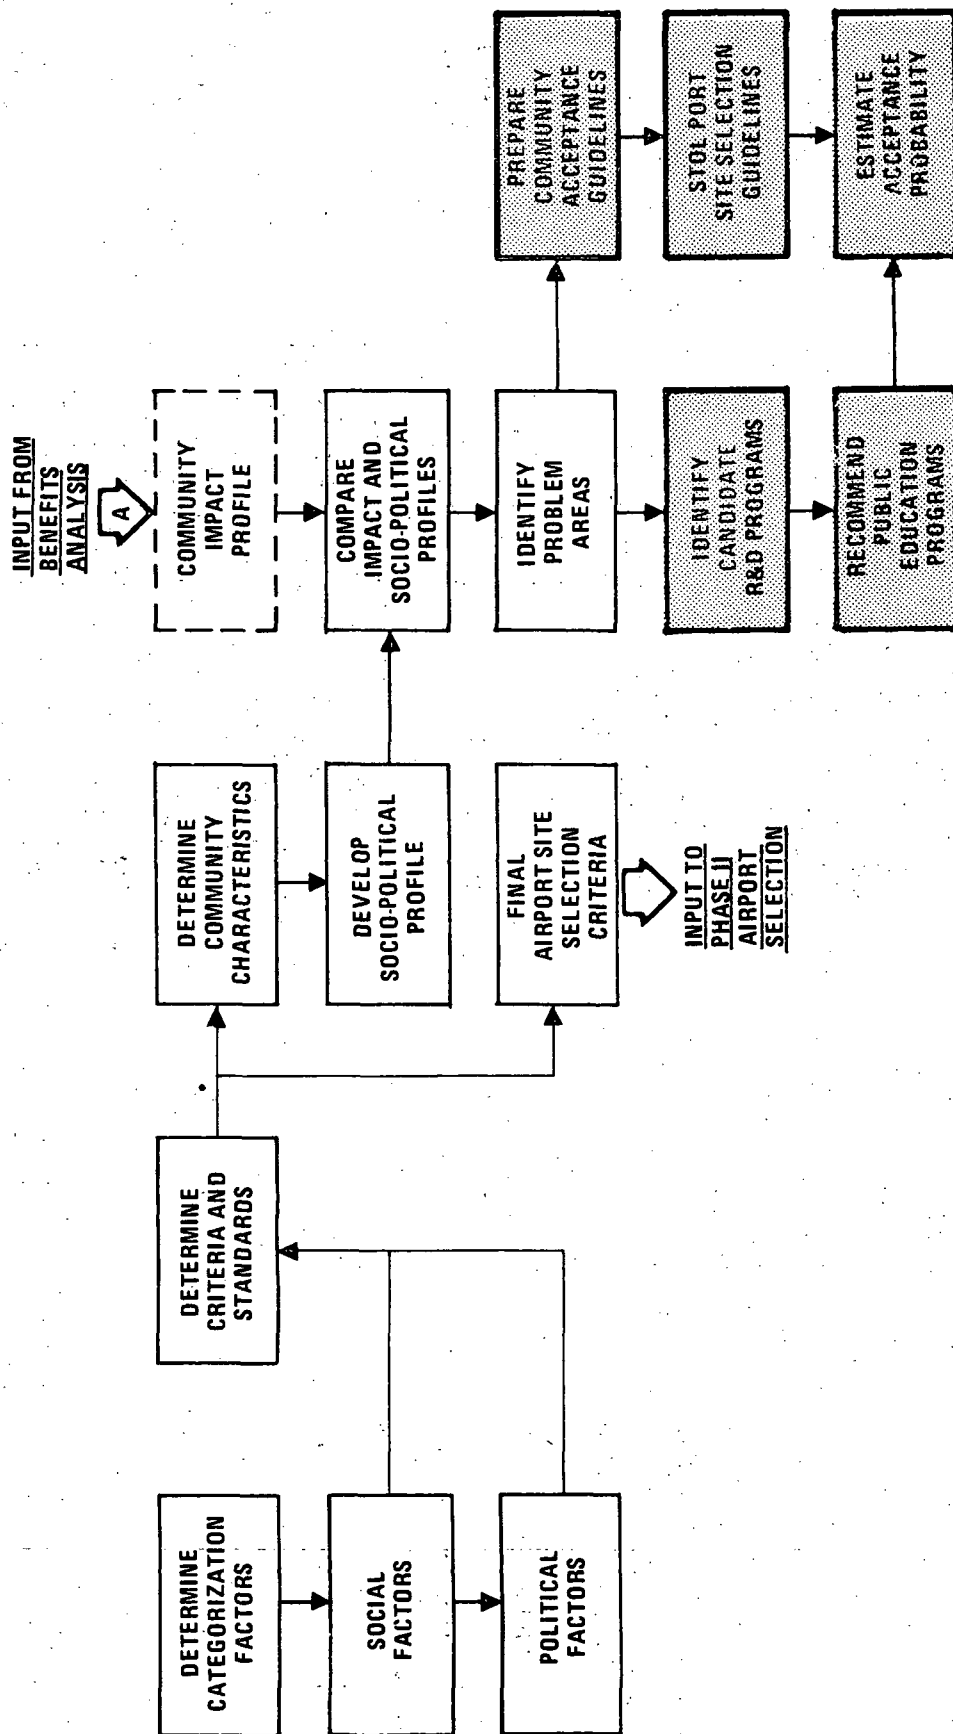 DETERMINE
CATEGORIZATION
FACTORS
SOCIAL
FACTORS
POLITICAL
FACTORS
DETERMINE
CRITERIA AND
STANDARDS
DETERMINE
COMMUNITY
CHARACTERISTICS
DEVELOP
SOCIO-POLITICAL
PROFILE
FINAL
AIRPORT SITE
SELECTION
CRITERIA
INPUT TO
PHASE II
AIRPORT
SELECTION
INPUT FROM
BENEFITS
ANALYSIS
A
COMMUNITY
IMPACT
PROFILE
COMPARE
IMPACT AND
SOCIO-POLITICAL
PROFILES
IDENTIFY
PROBLEM
AREAS
IDENTIFY
CANDIDATE
R&D PROGRAMS
RECOMMEND
PUBLIC
EDUCATION
PROGRAMS
PREPARE
COMMUNITY
ACCEPTANCE
GUIDELINES
STOL PORT
SITE SELECTION
GUIDELINES
ESTIMATE
ACCEPTANCE
PROBABILITY